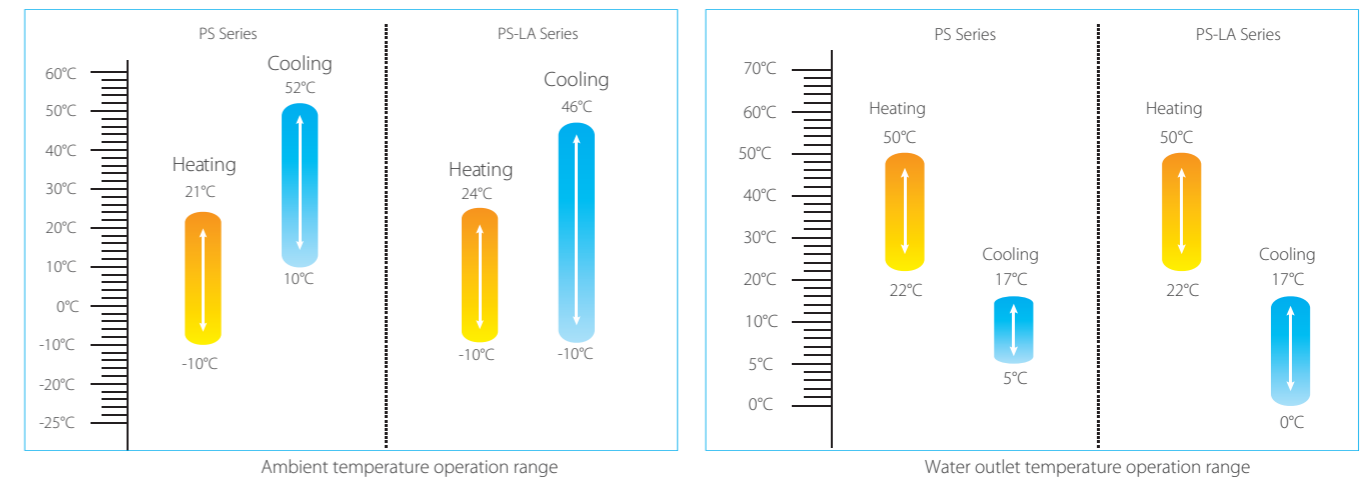 PS Series
PS-LA Series
60°C
50°C
40°C
30°C
20°C
10°C
0°C
-10°C
-20°C
-25°C
Heating
21°C
-10°C
Cooling
52°C
10°C
Heating
24°C
-10°C
Cooling
46°C
-10°C
Ambient temperature operation range
PS Series
PS-LA Series
70°C
60°C
50°C
40°C
30°C
20°C
10°C
5°C
0°C
Heating
50°C
22°C
Cooling
17°C
5°C
Heating
50°C
22°C
Cooling
17°C
0°C
Water outlet temperature operation range